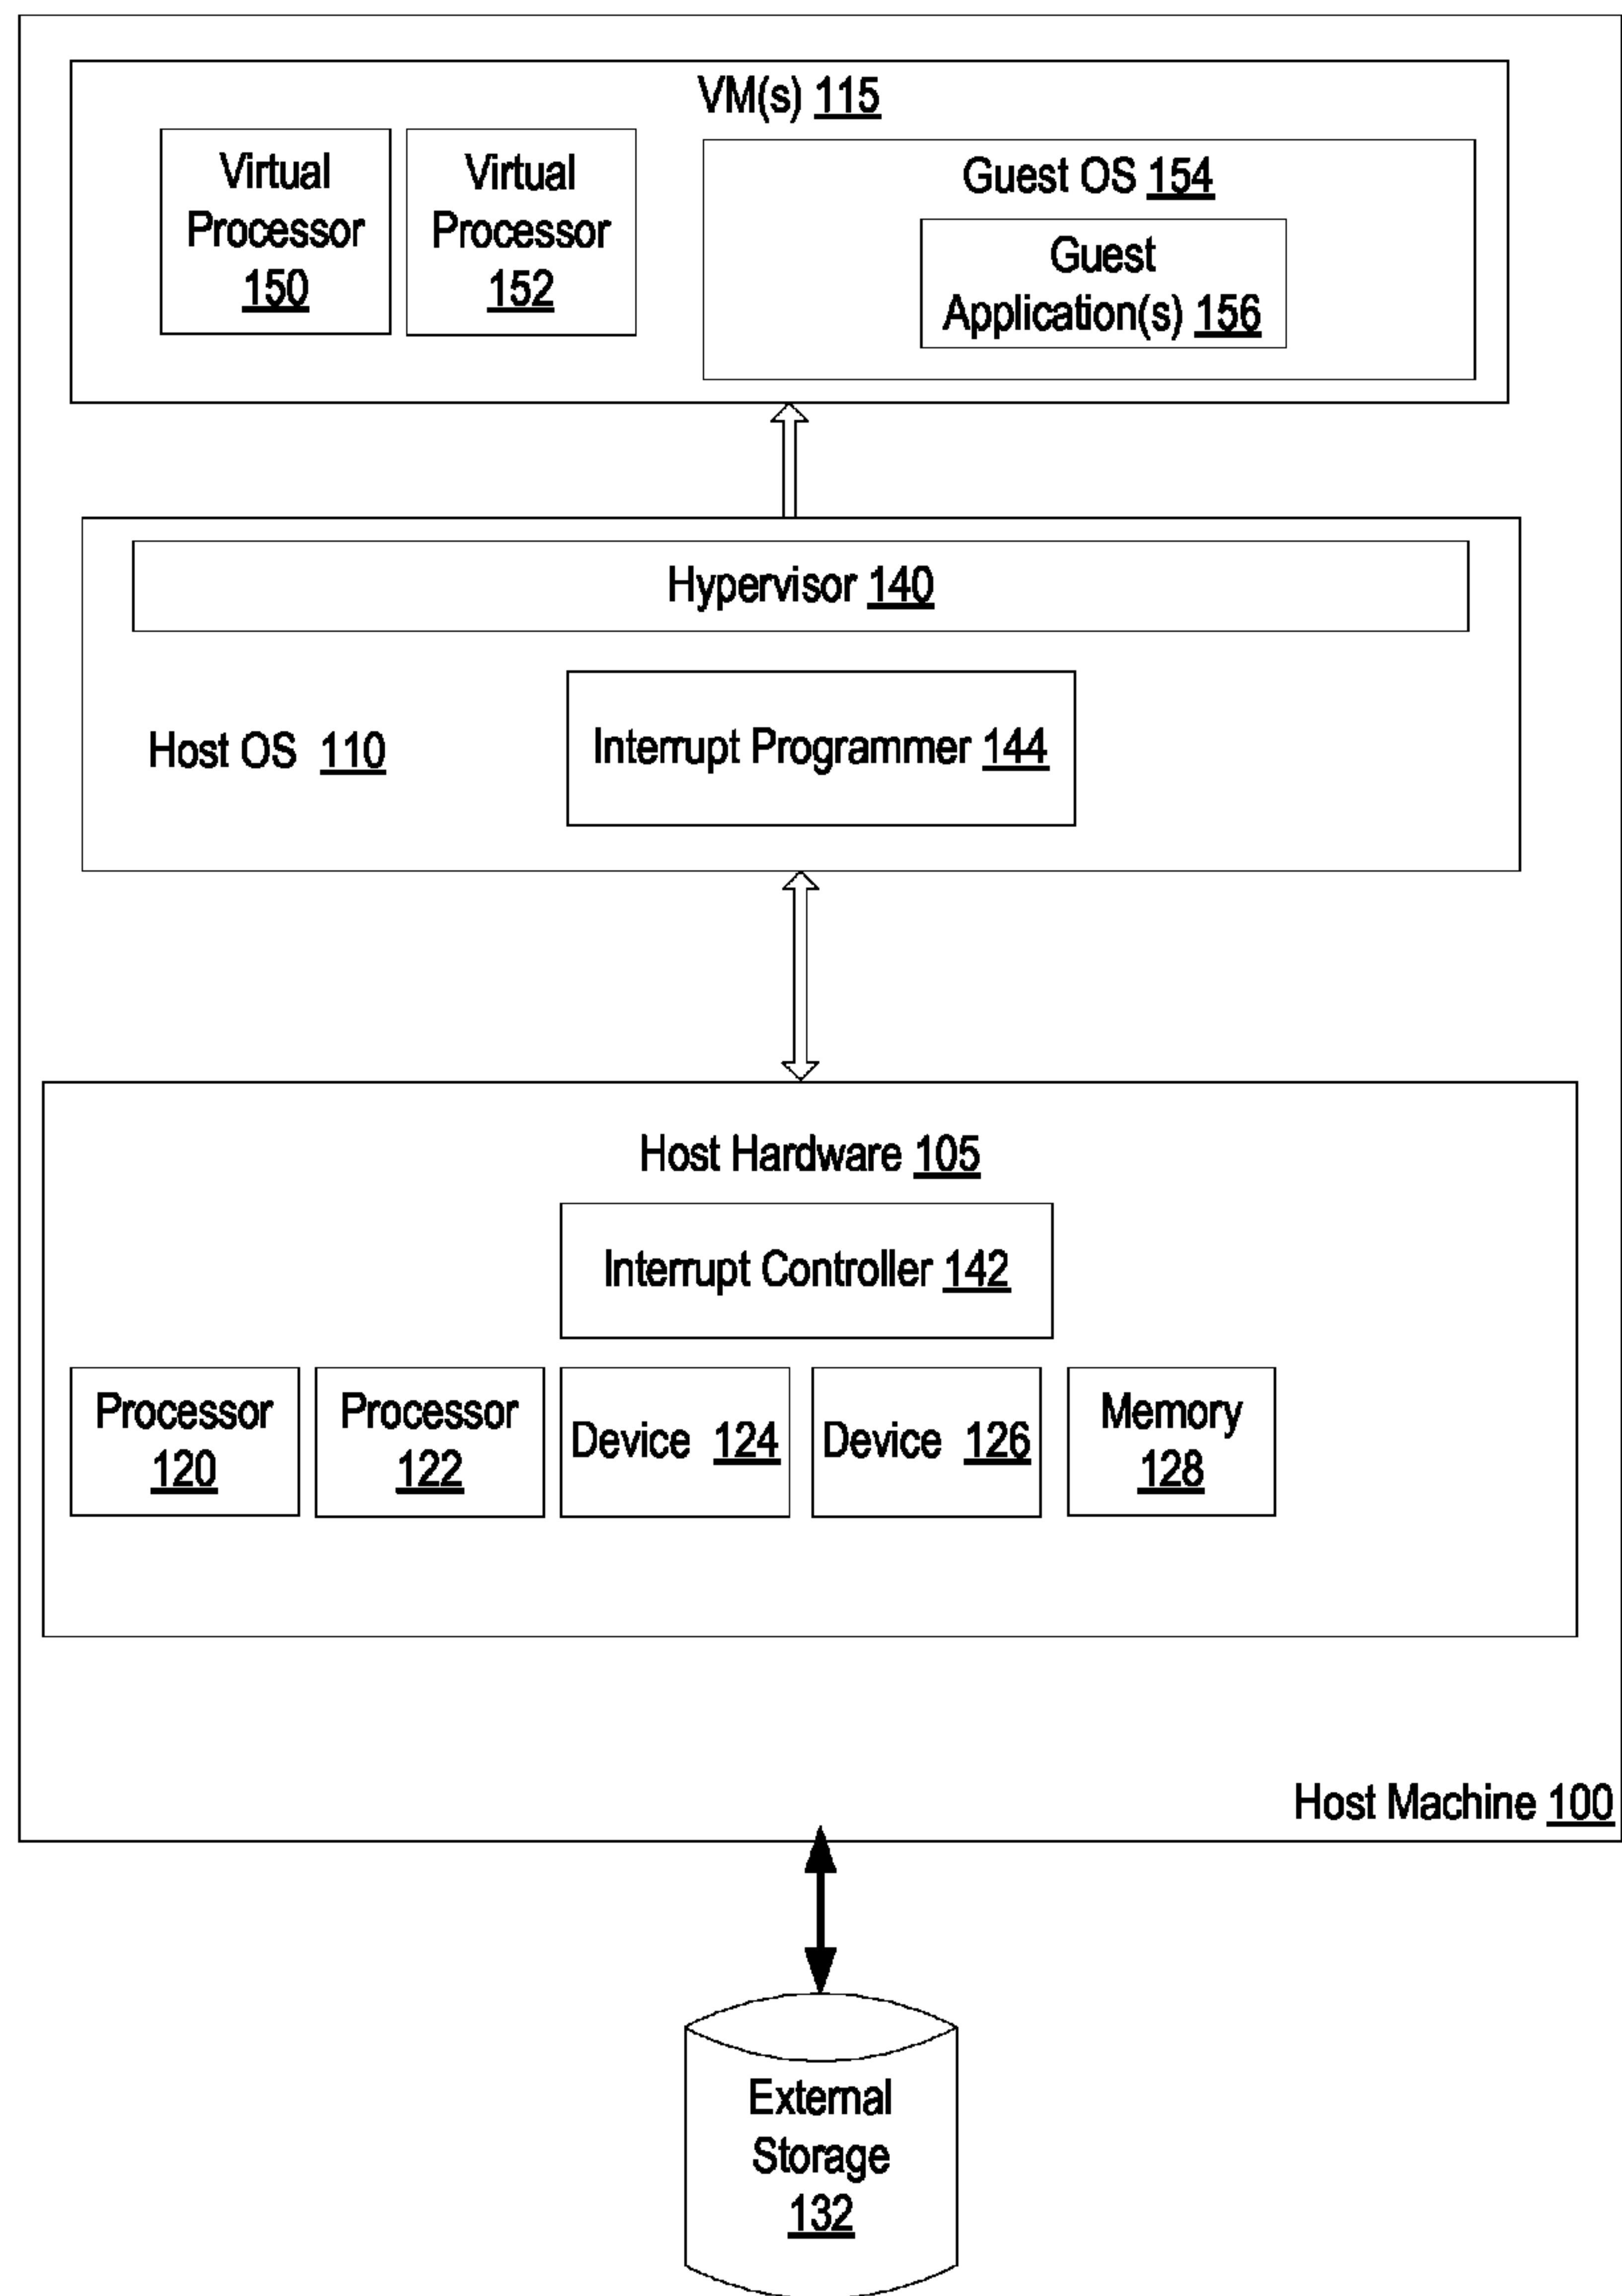 VM(s) 115
Virtual
Processor
150
Virtual
Processor
152
Guest OS 154
Guest
Application(s) 156
Hypervisor 140
Interrupt Programmer 144
Host OS 110
Host Hardware 105
Interrupt Controller 142
Processor
120
Processor
122
Device 124
Device 126
Memory
128
Host Machine 100
External
Storage
132